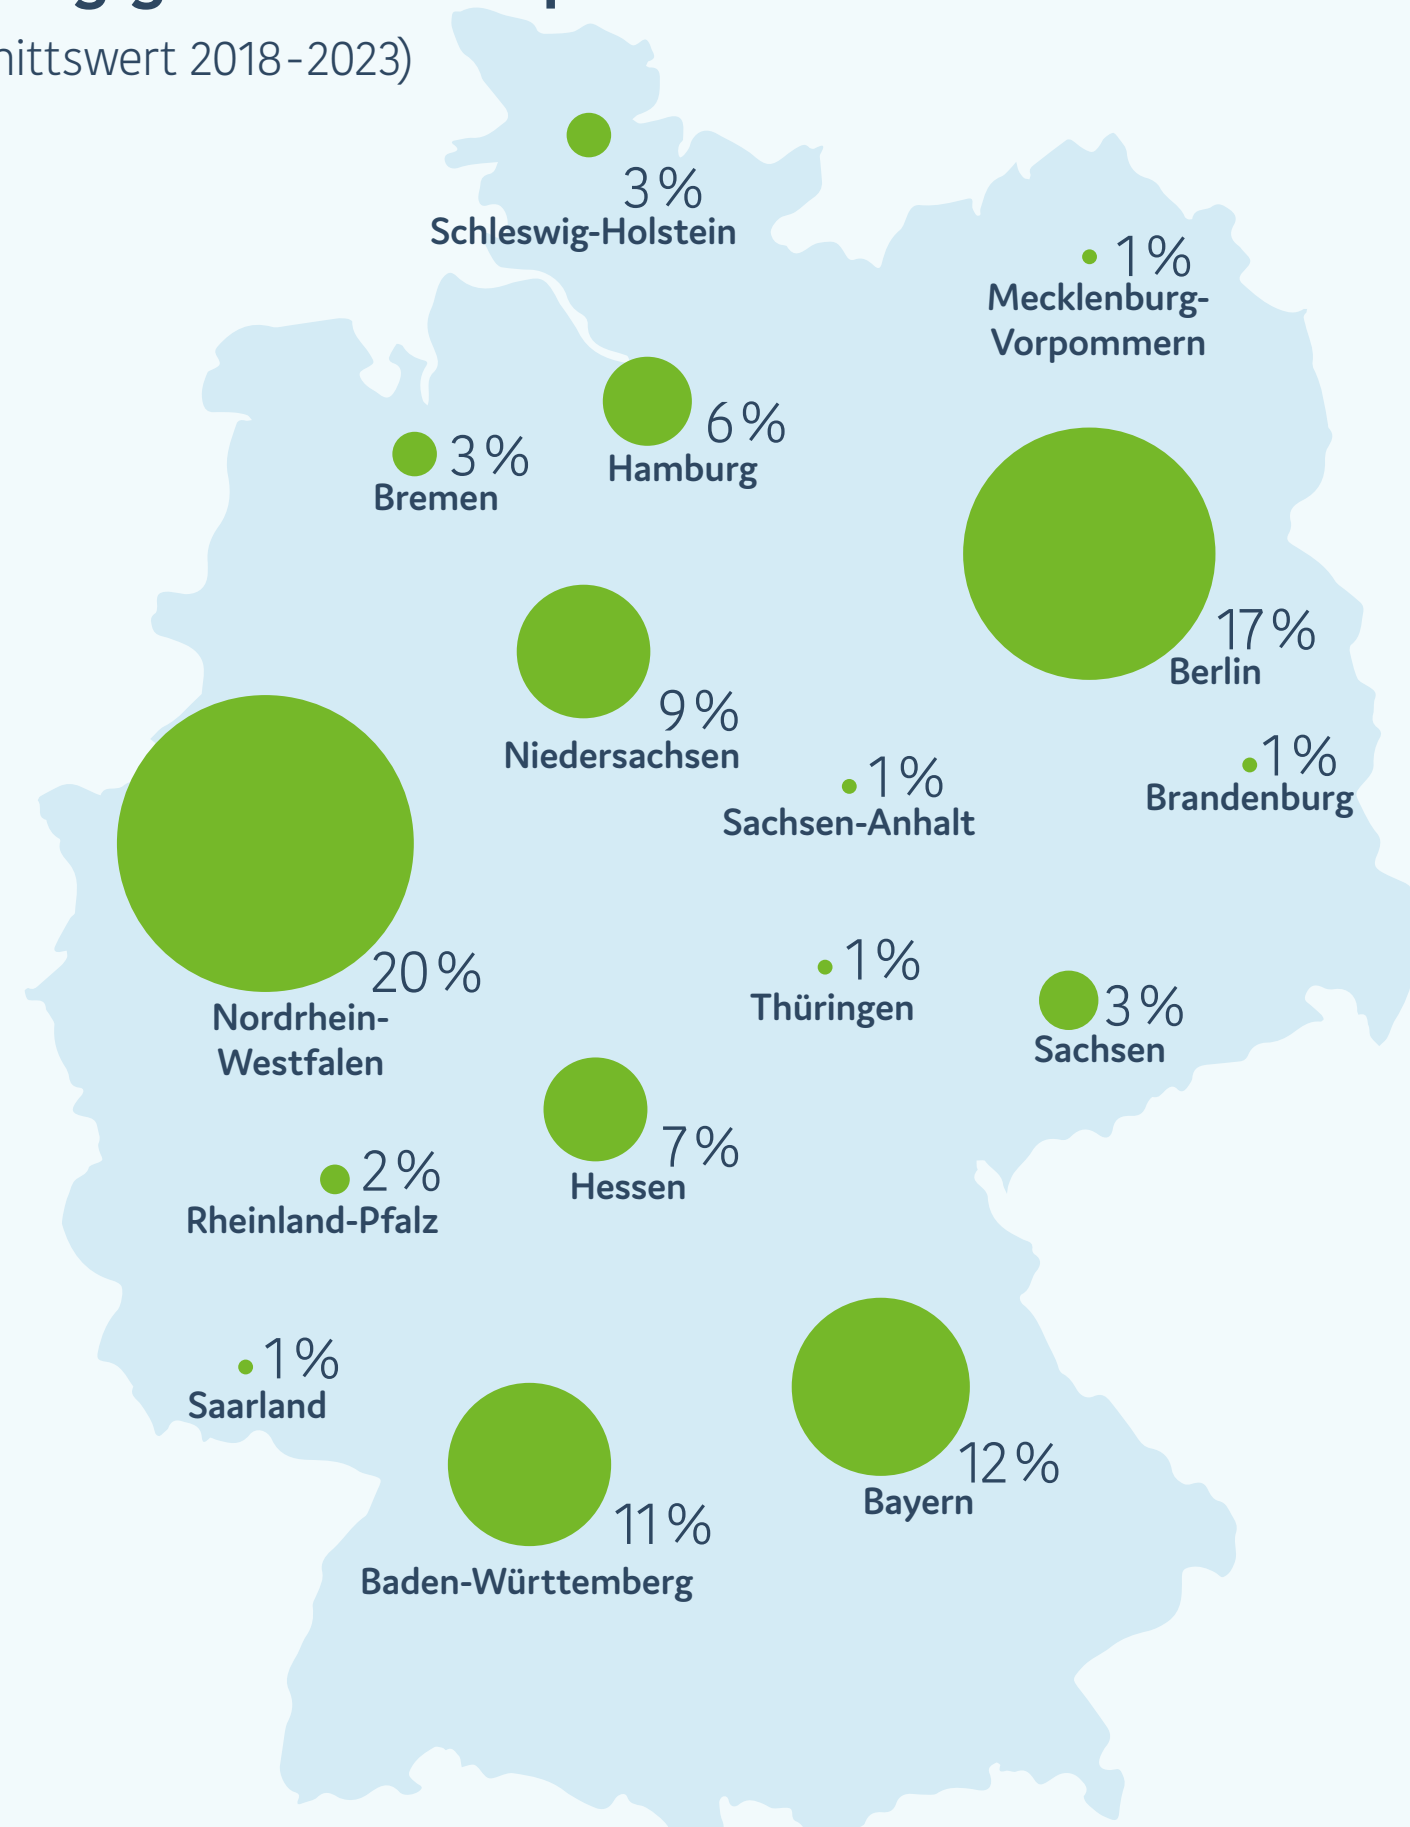 nittswert 2018-2023)
3 %
Schleswig-Holstein
1 %
Mecklenburg-
Vorpommern
6 %
Hamburg
3 %
Bremen
17 %
Berlin
9 %
Niedersachsen
1 %
Brandenburg
1 %
Sachsen-Anhalt
20 %
Nordrhein-
Westfalen
1 %
Thüringen
3 %
Sachsen
7 %
Hessen
2 %
Rheinland-Pfalz
1 %
Saarland
12 %
Bayern
11 %
Baden-Württemberg